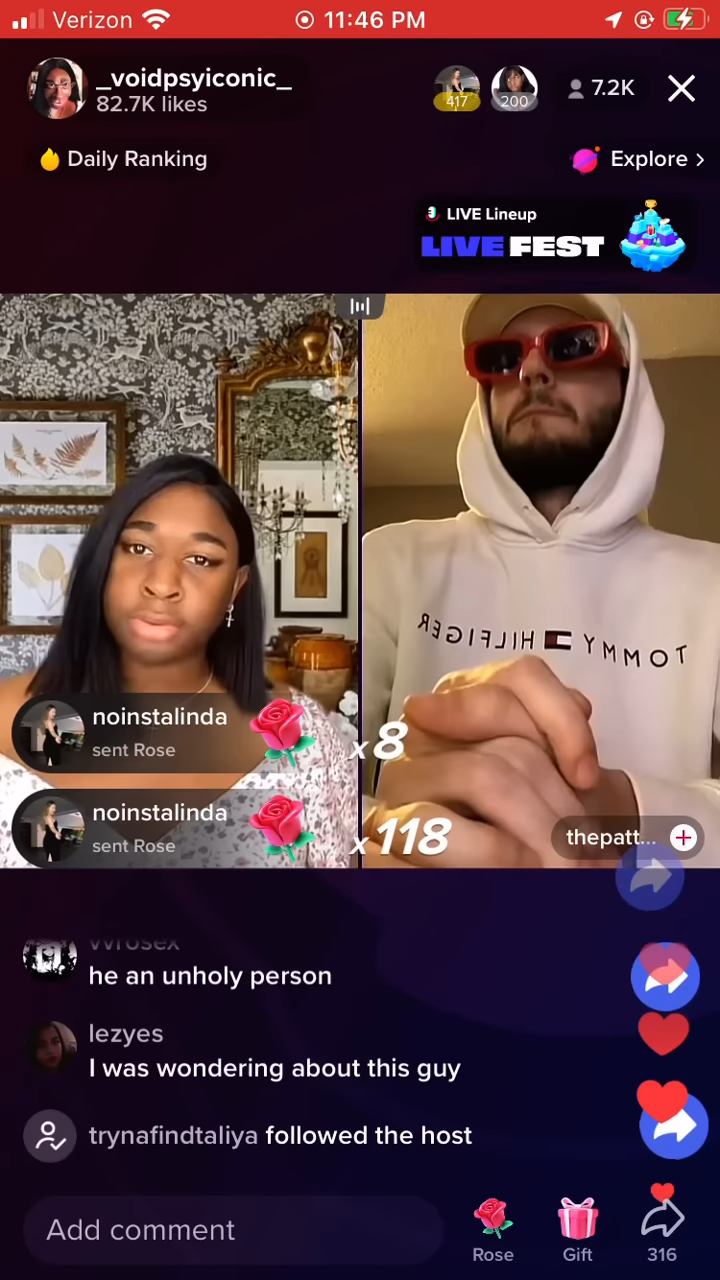 Verizon 11:46 PM
_voidpsyiconic_
82.7K likes
417
200
7.2K
Daily Ranking
Explore >
LIVE Lineup
LIVE FEST
TOMMY HILFIGER
noinstalinda
sent Rose
x8
noinstalinda
sent Rose
x118
thepatt...
vvrosex
he an unholy person
lezyes
I was wondering about this guy
trynafindtaliya followed the host
Add comment
Rose
Gift
316